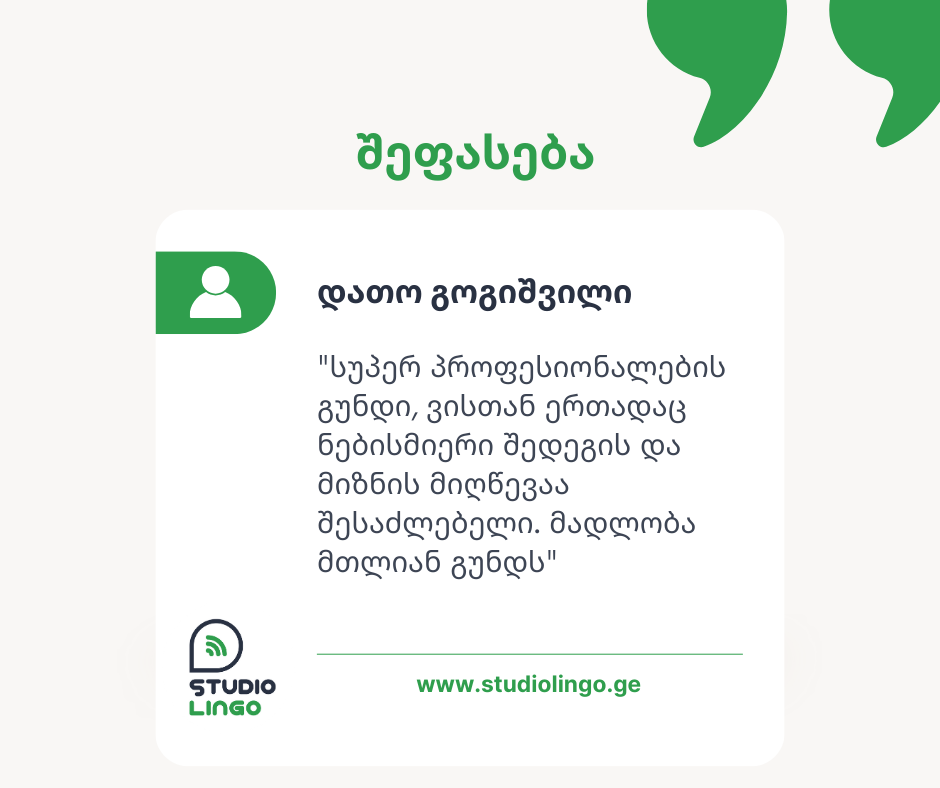 შეფასება
დათო გოგიშვილი
"სუპერ პროფესიონალების
გუნდი, ვისთან ერთადაც
ნებისმიერი შედეგის და
მიზნის მიღწევაა
შესაძლებელი. მადლობა
მთლიან გუნდს"
STUDIO
LINGO
www.studiolingo.ge